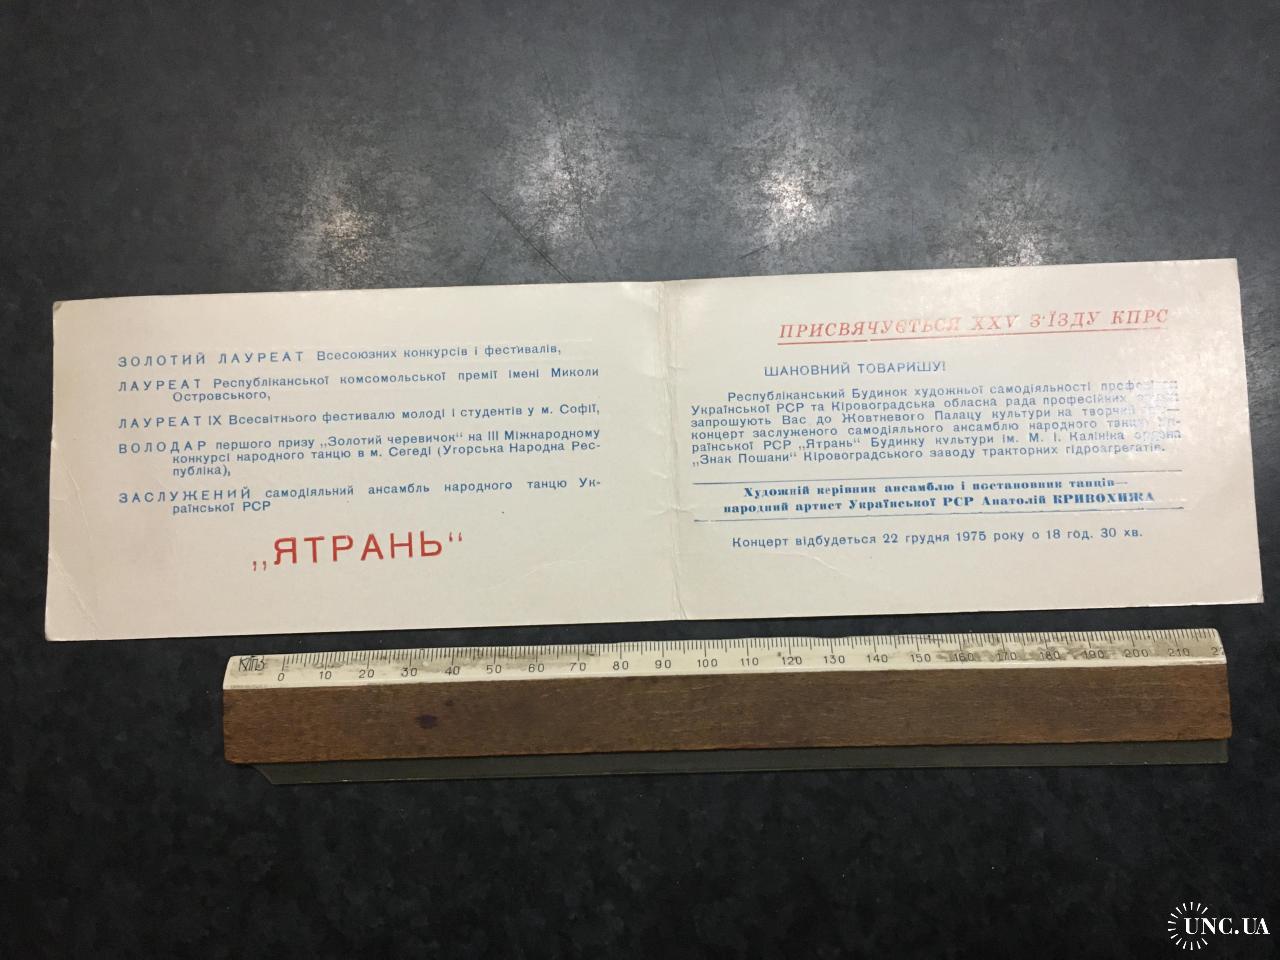 ЗОЛОТИЙ ЛАУРЕАТ Всесоюзних конкурсів і фестивалів,
ЛАУРЕАТ Республіканської комсомольської премії імені Миколи
Островського,
ЛАУРЕАТ IX Всесвітнього фестивалю молоді і студентів у м. Софії,
ВОЛОДАР першого призу „Золотий черевичок“ на III Міжнародному
конкурсі народного танцю в м. Сегеді (Угорська Народна Рес-
публіка),
ЗАСЛУЖЕНИЙ самодіяльний ансамбль народного танцю Ук-
раїнської РСР
„ЯТРАНЬ“
ПРИСВЯЧУЄТЬСЯ XXV З'ЇЗДУ КПРС
ШАНОВНИЙ ТОВАРИШУ!
Республіканський Будинок художньої самодіяльності
Української РСР та Кіровоградська обласна рада професійних
запрошують Вас до Жовтневого Палацу культури на творчий
концерт заслуженого самодіяльного ансамблю народного танцю Ук-
раїнської РСР „Ятрань“ Будинку культури ім. М. І. Калініна ордена
„Знак Пошани“ Кіровоградського заводу тракторних гідроагрегатів.
Художній керівник ансамблю і постановник танців—
народний артист Української РСР Анатолій КРИВОХИЖА
Концерт відбудеться 22 грудня 1975 року о 18 год. 30 хв.
0 10 20 30 40 50 60 70 80 90 100 110 120 130 140 150 160 170 180 190 200 210
UNC.UA